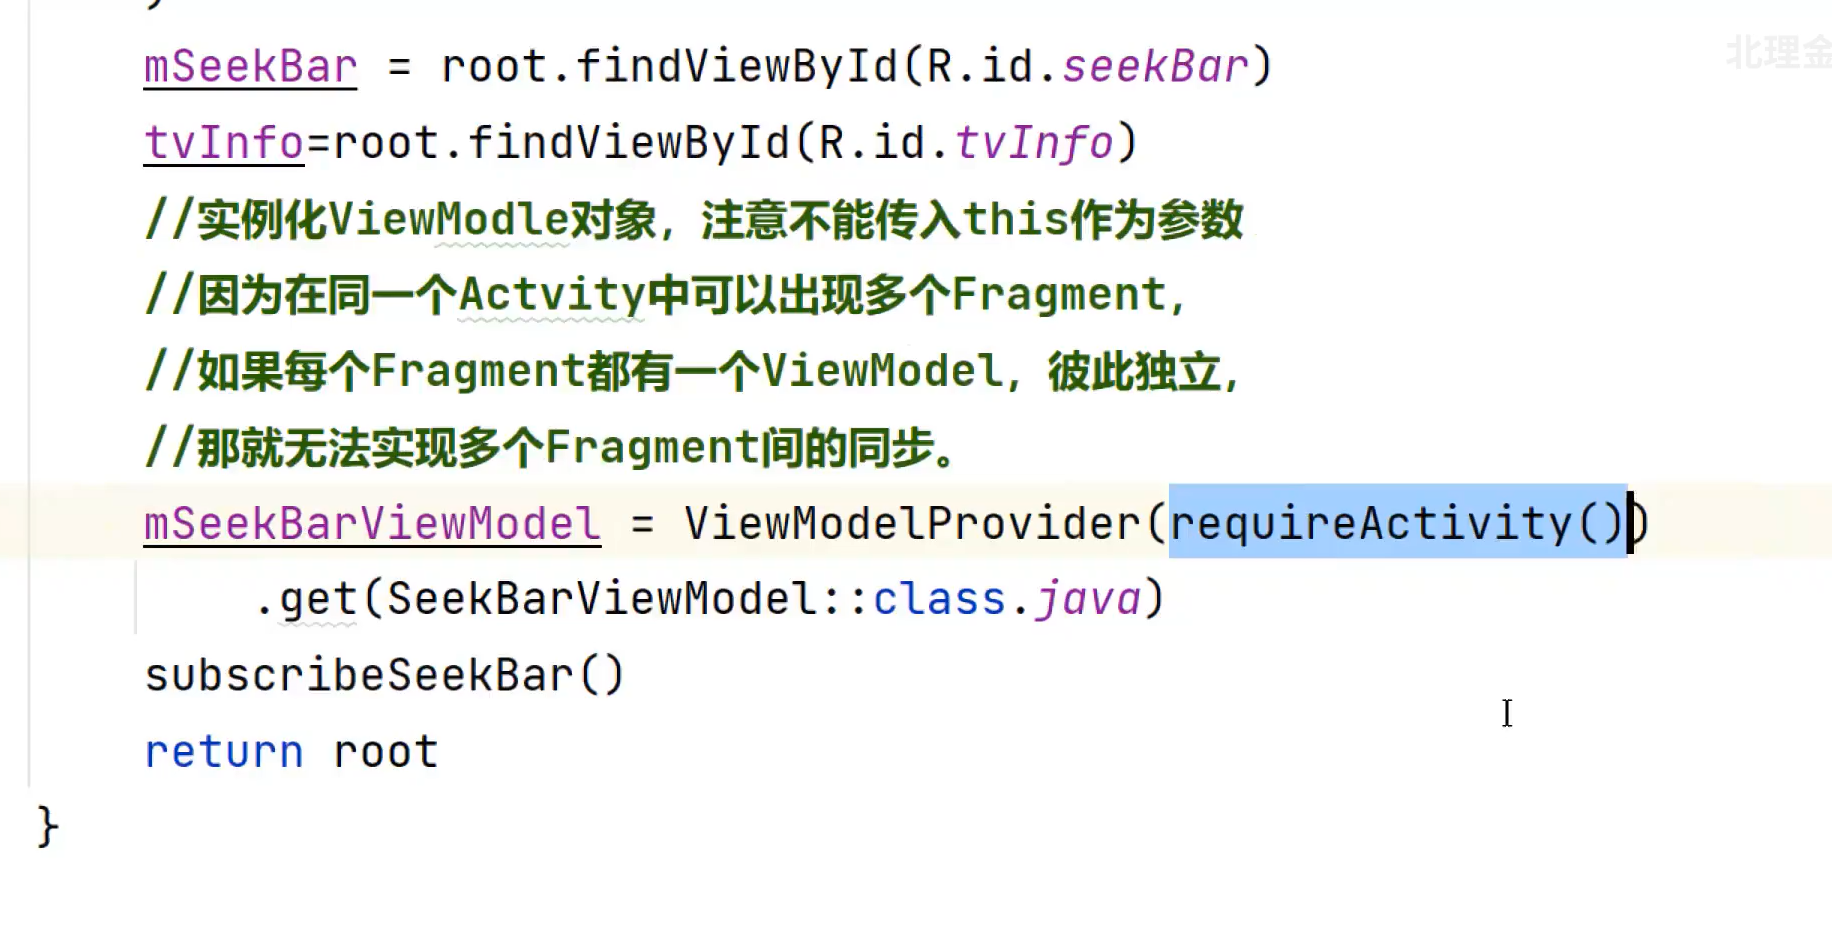 mSeekBar = root.findViewById(R.id.seekBar)
北理金
tvInfo=root.findViewById(R.id.tvInfo)
//实例化ViewModle对象，注意不能传入this作为参数
//因为在同一个Actvity中可以出现多个Fragment，
//如果每个Fragment都有一个ViewModel，彼此独立，
//那就无法实现多个Fragment间的同步。
mSeekBarViewModel = ViewModelProvider(requireActivity())
.get(SeekBarViewModel::class.java)
subscribeSeekBar()
return root
}